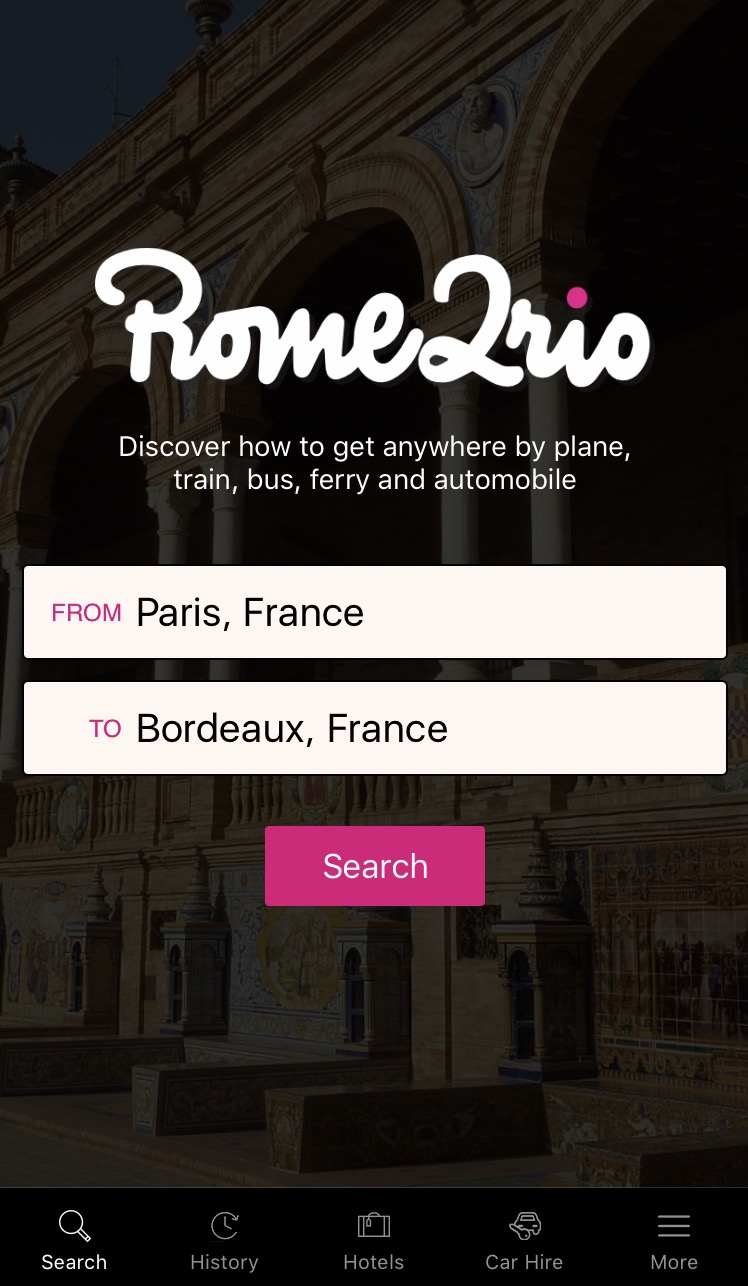 Rome2rio
Discover how to get anywhere by plane,
train, bus, ferry and automobile
FROM Paris, France
TO Bordeaux, France
Search
Search History Hotels Car Hire More